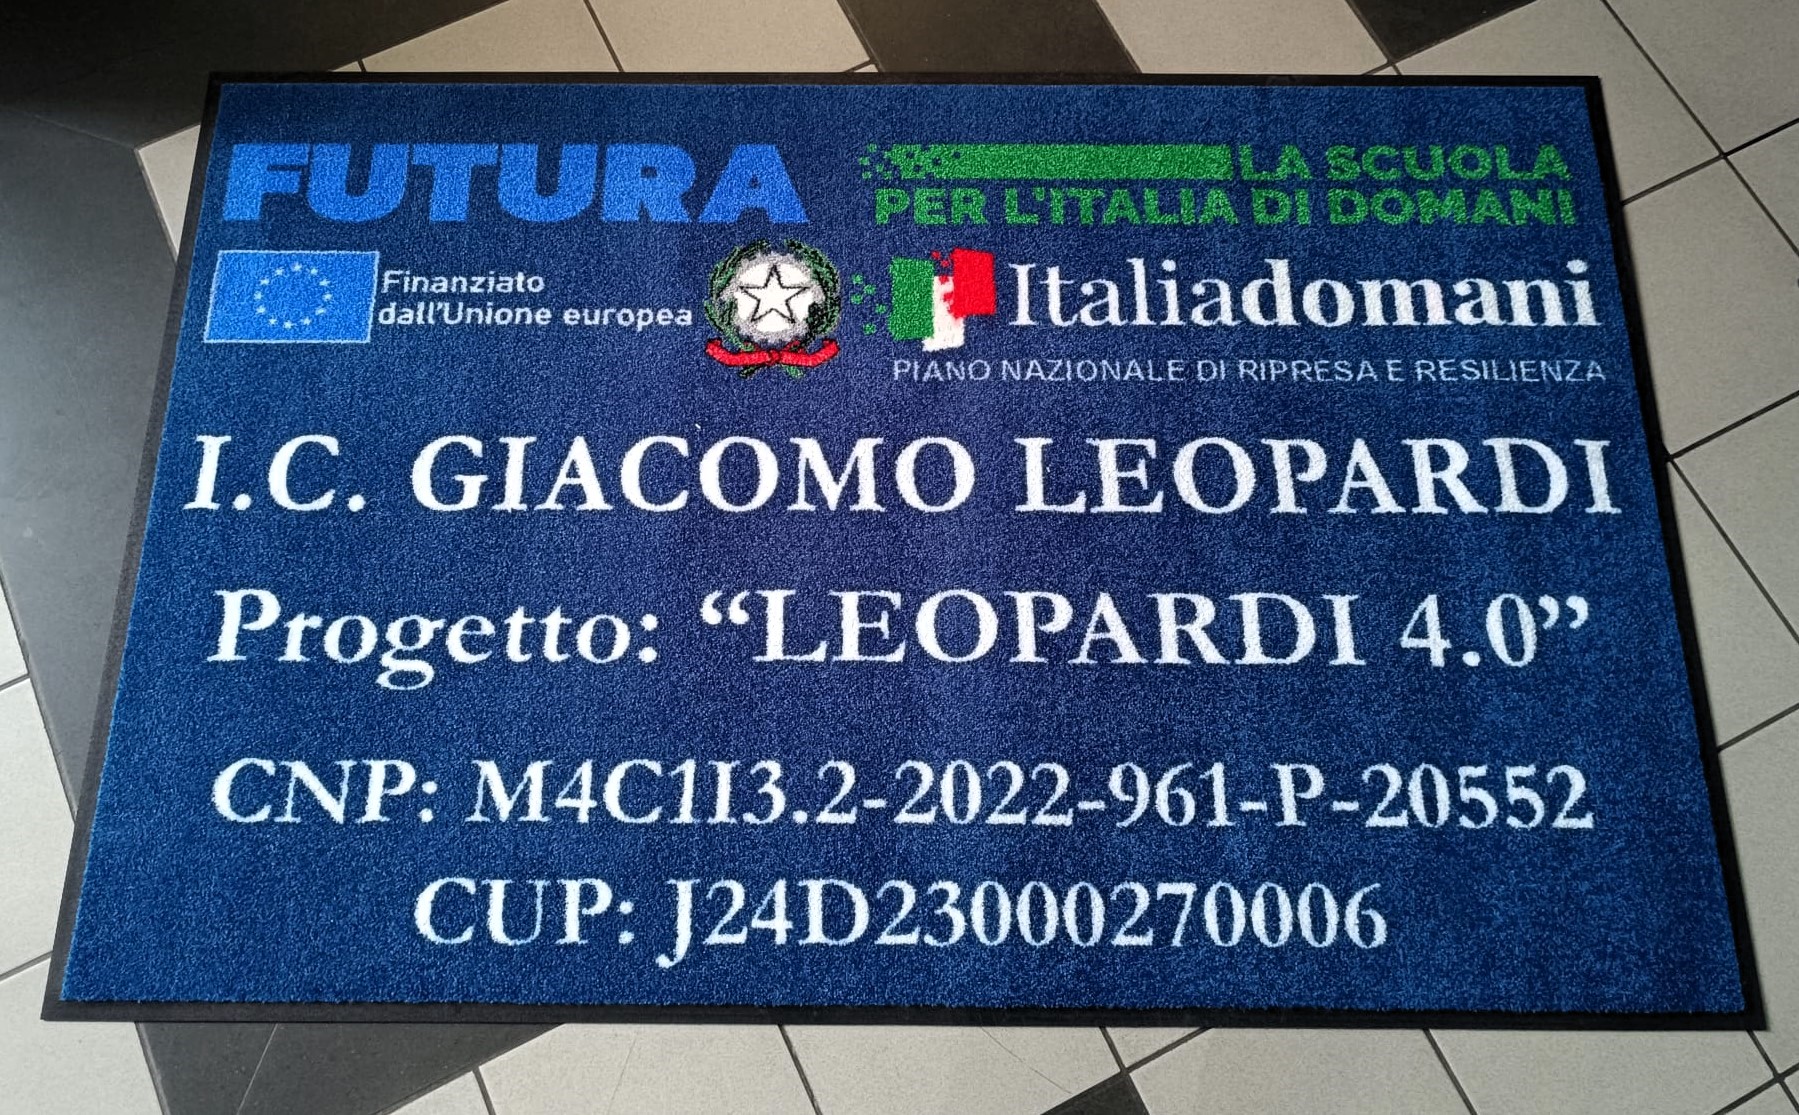 FUTURA
LA SCUOLA
PER L'ITALIA DI DOMANI
Finanziato
dall'Unione europea
Italiadomani
PIANO NAZIONALE DI RIPRESA E RESILIENZA
I.C. GIACOMO LEOPARDI
Progetto: “LEOPARDI 4.0”
CNP: M4C1I3.2-2022-961-P-20552
CUP: J24D23000270006